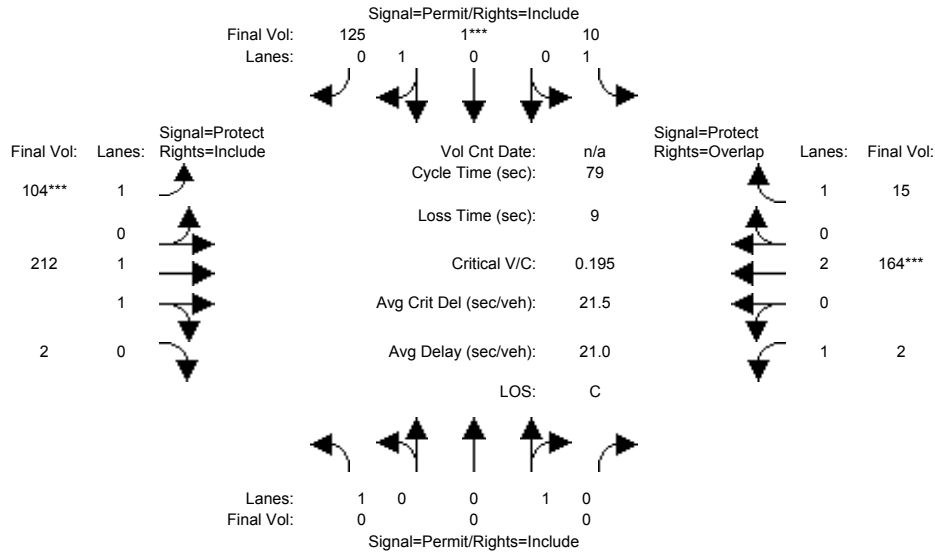 Signal=Permit/Rights=Include
Final Vol: 125 1*** 10
Lanes: 0 1 0 0 1
Signal=Protect Signal=Protect
Final Vol: Lanes: Rights=Include Vol Cnt Date: n/a Rights=Overlap Lanes: Final Vol:
Cycle Time (sec): 79
104*** 1 1 15
Loss Time (sec): 9
0 0
212 1 Critical V/C: 0.195 2 164***
1 Avg Crit Del (sec/veh): 21.5 0
2 0 Avg Delay (sec/veh): 21.0 1 2
LOS: C
Lanes: 1 0 0 1 0
Final Vol: 0 0 0
Signal=Permit/Rights=Include